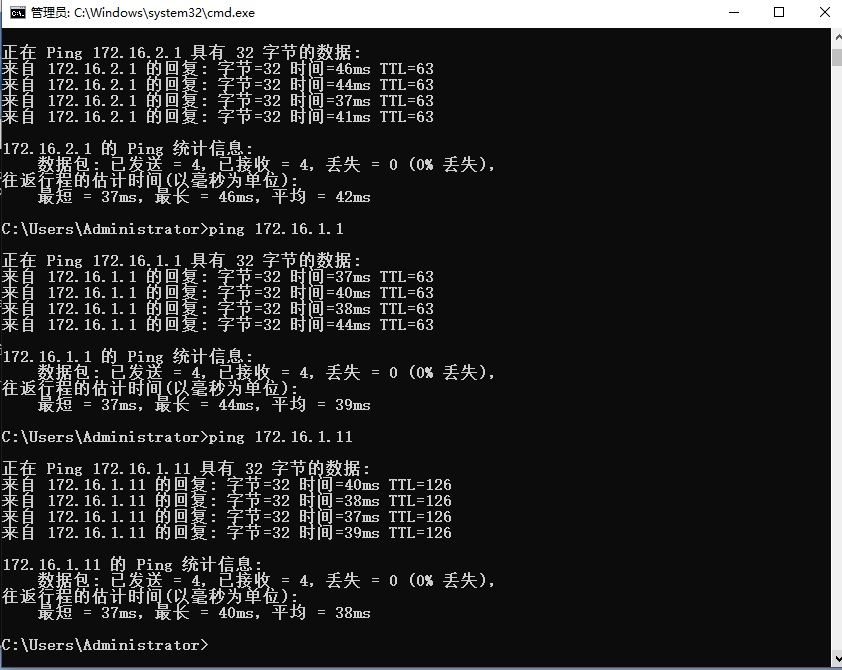 管理员: C:\Windows\system32\cmd.exe
正在 Ping 172.16.2.1 具有 32 字节的数据:
来自 172.16.2.1 的回复: 字节=32 时间=46ms TTL=63
来自 172.16.2.1 的回复: 字节=32 时间=44ms TTL=63
来自 172.16.2.1 的回复: 字节=32 时间=37ms TTL=63
来自 172.16.2.1 的回复: 字节=32 时间=41ms TTL=63
172.16.2.1 的 Ping 统计信息:
数据包: 已发送 = 4，已接收 = 4，丢失 = 0 (0% 丢失)，
往返行程的估计时间(以毫秒为单位):
最短 = 37ms，最长 = 46ms，平均 = 42ms
C:\Users\Administrator>ping 172.16.1.1
正在 Ping 172.16.1.1 具有 32 字节的数据:
来自 172.16.1.1 的回复: 字节=32 时间=37ms TTL=63
来自 172.16.1.1 的回复: 字节=32 时间=40ms TTL=63
来自 172.16.1.1 的回复: 字节=32 时间=38ms TTL=63
来自 172.16.1.1 的回复: 字节=32 时间=44ms TTL=63
172.16.1.1 的 Ping 统计信息:
数据包: 已发送 = 4，已接收 = 4，丢失 = 0 (0% 丢失)，
往返行程的估计时间(以毫秒为单位):
最短 = 37ms，最长 = 44ms，平均 = 39ms
C:\Users\Administrator>ping 172.16.1.11
正在 Ping 172.16.1.11 具有 32 字节的数据:
来自 172.16.1.11 的回复: 字节=32 时间=40ms TTL=126
来自 172.16.1.11 的回复: 字节=32 时间=38ms TTL=126
来自 172.16.1.11 的回复: 字节=32 时间=37ms TTL=126
来自 172.16.1.11 的回复: 字节=32 时间=39ms TTL=126
172.16.1.11 的 Ping 统计信息:
数据包: 已发送 = 4，已接收 = 4，丢失 = 0 (0% 丢失)，
往返行程的估计时间(以毫秒为单位):
最短 = 37ms，最长 = 40ms，平均 = 38ms
C:\Users\Administrator>